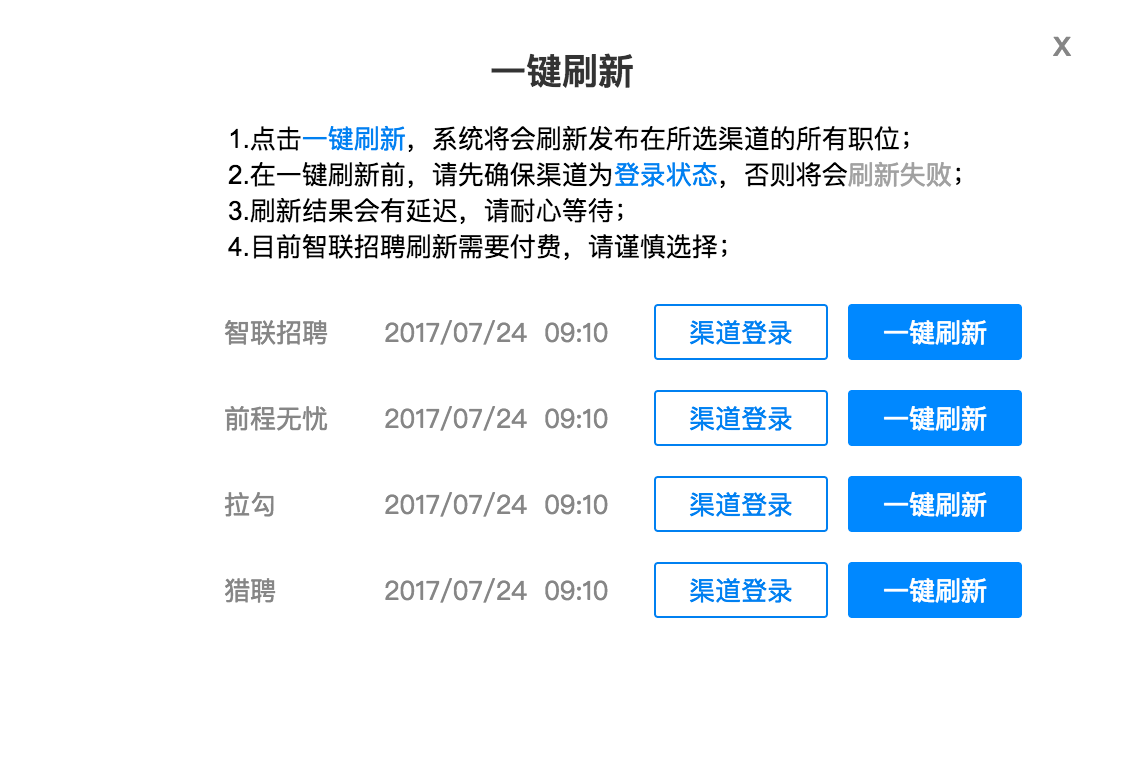 X
一键刷新
1.点击一键刷新，系统将会刷新发布在所选渠道的所有职位；
2.在一键刷新前，请先确保渠道为登录状态，否则将会刷新失败；
3.刷新结果会有延迟，请耐心等待；
4.目前智联招聘刷新需要付费，请谨慎选择；
智联招聘 2017/07/24 09:10 渠道登录 一键刷新
前程无忧 2017/07/24 09:10 渠道登录 一键刷新
拉勾 2017/07/24 09:10 渠道登录 一键刷新
猎聘 2017/07/24 09:10 渠道登录 一键刷新